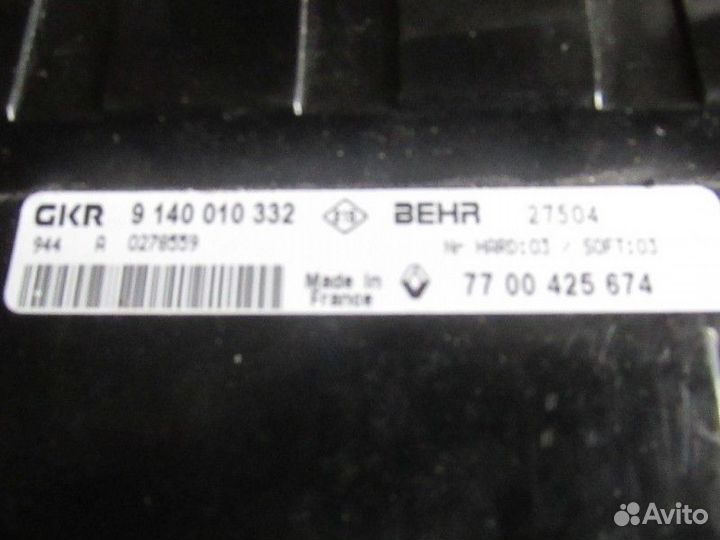 GKR 9 140 010 332 BEHR 27504
944 A 0278559 Nr HARD:03 / SOFT:03
Made in France 77 00 425 674
Avito